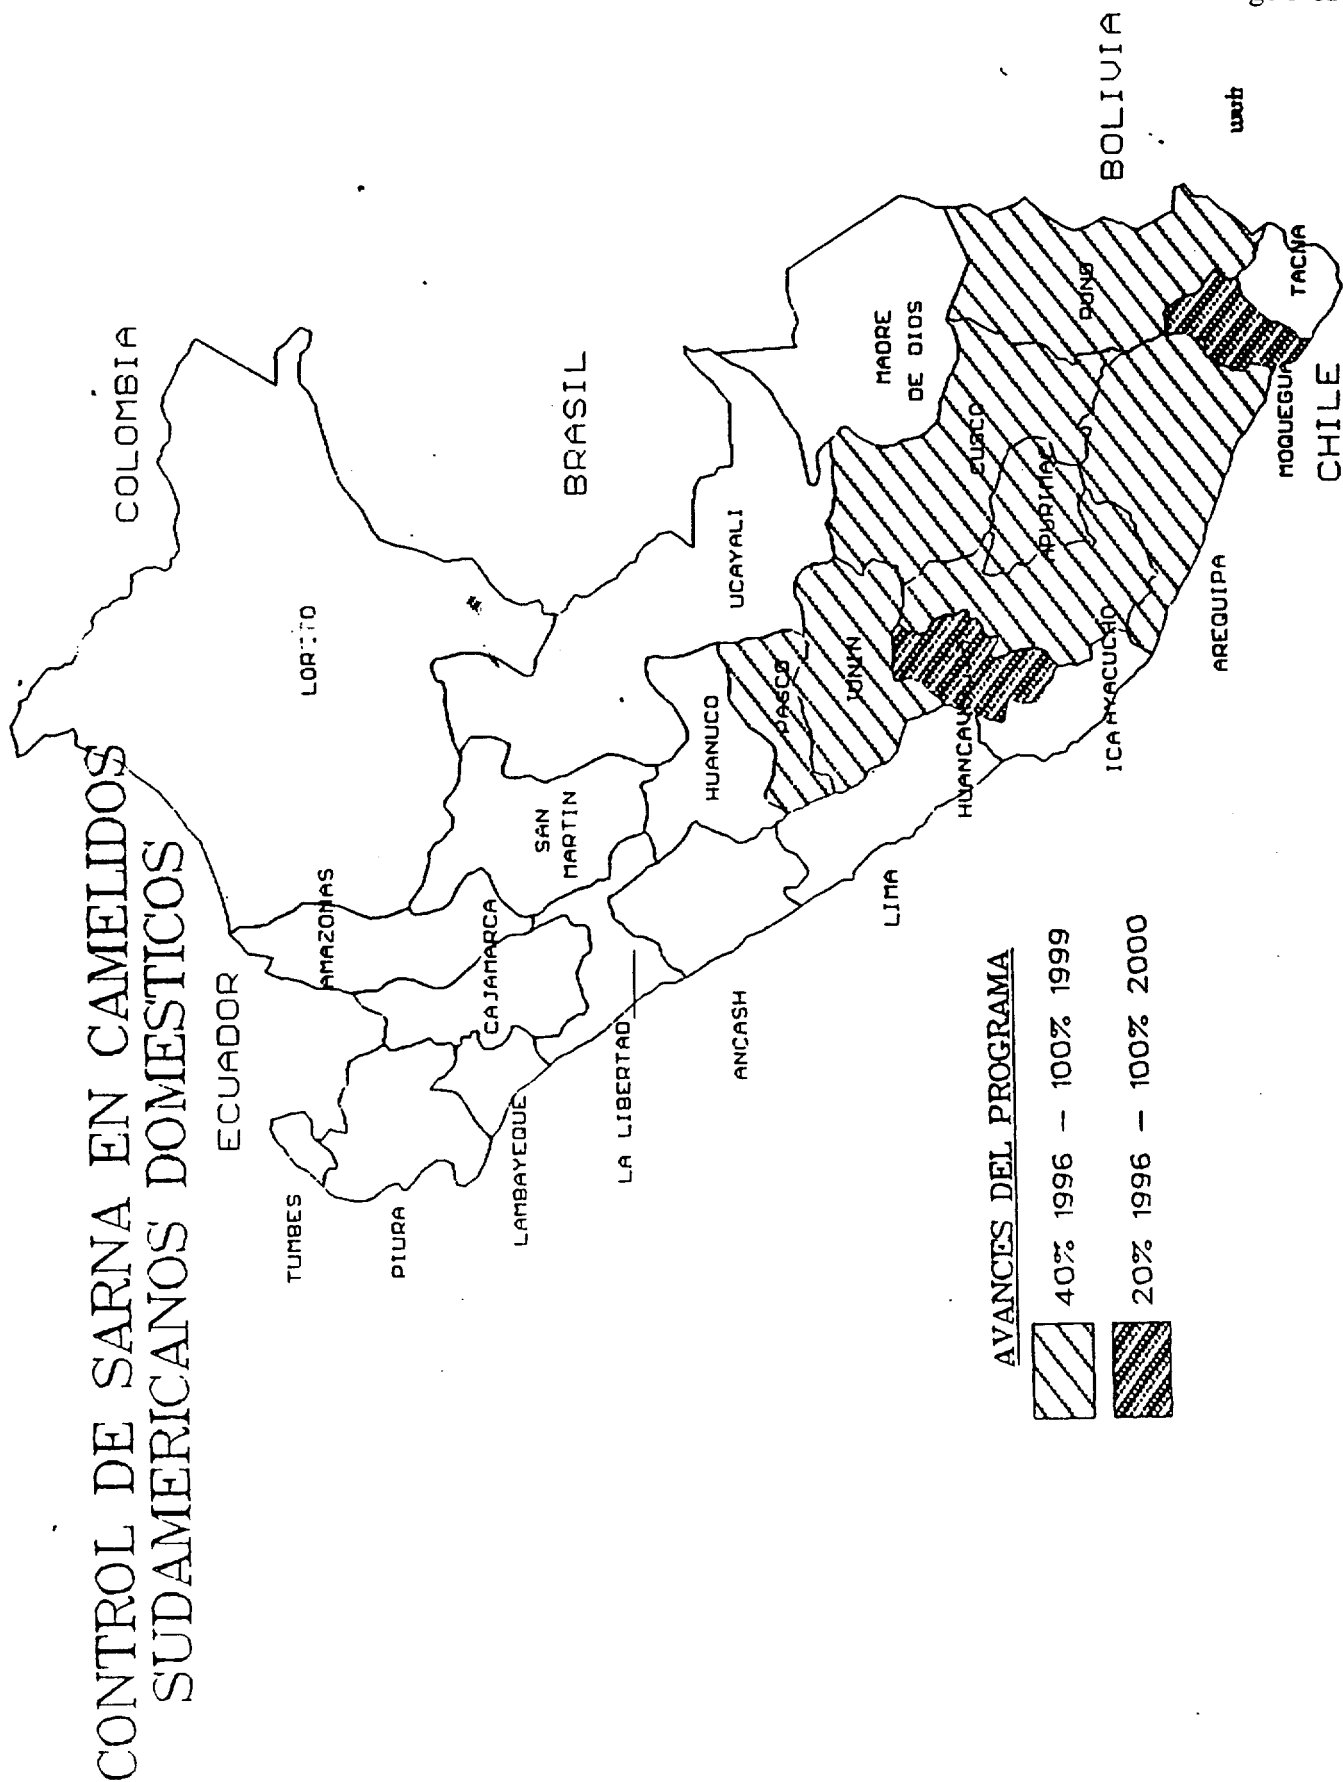 CONTROL DE SARNA EN CAMELIDOS
SUDAMERICANOS DOMESTICOS
COLOMBIA
ECUADOR
BRASIL
BOLIVIA
CHILE
TUMBES
PIURA
LAMBAYEQUE
LA LIBERTAD
ANCASH
LIMA
AMAZONAS
CAJAMARCA
SAN
MARTIN
HUANUCO
UCAYALI
PASCO
JUNIN
ICA AYACUCHO
AREQUIPA
MADRE
DE DIOS
CUSCO
APURIMAC
PUNO
MOQUEGUA
TACNA
AVANCES DEL PROGRAMA
40% 1996 - 100% 1999
20% 1996 - 100% 2000